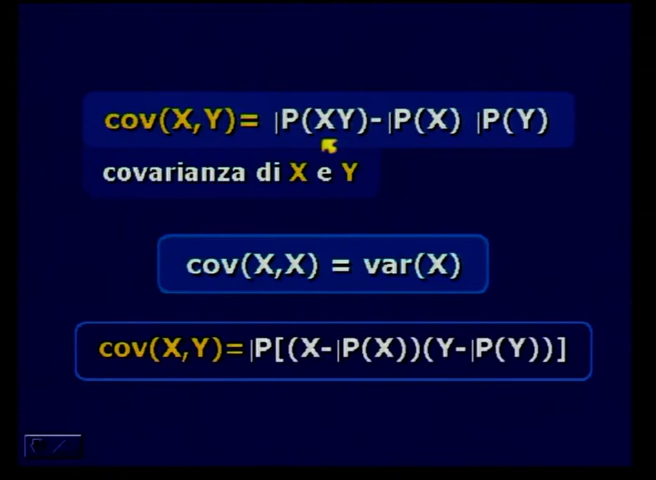 cov(X,Y)= ℙ(XY)-ℙ(X) ℙ(Y)
covarianza di X e Y
cov(X,X) = var(X)
cov(X,Y)=ℙ[(X-ℙ(X))(Y-ℙ(Y))]